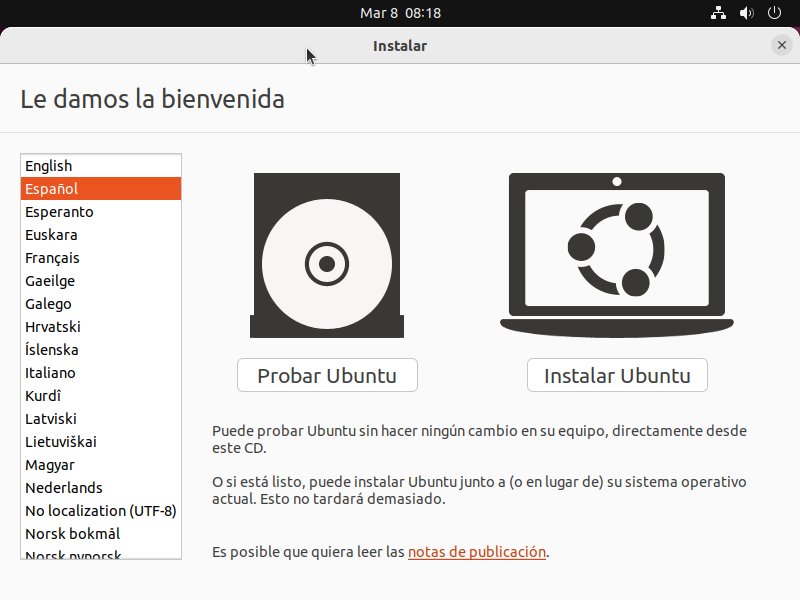 Mar 8 08:18
Instalar
Le damos la bienvenida
English
Español
Esperanto
Euskara
Français
Gaeilge
Galego
Hrvatski
Íslenska
Italiano
Kurdî
Latviski
Lietuviškai
Magyar
Nederlands
No localization (UTF-8)
Norsk bokmål
Norsk nynorsk
Probar Ubuntu
Instalar Ubuntu
Puede probar Ubuntu sin hacer ningún cambio en su equipo, directamente desde
este CD.
O si está listo, puede instalar Ubuntu junto a (o en lugar de) su sistema operativo
actual. Esto no tardará demasiado.
Es posible que quiera leer las notas de publicación.